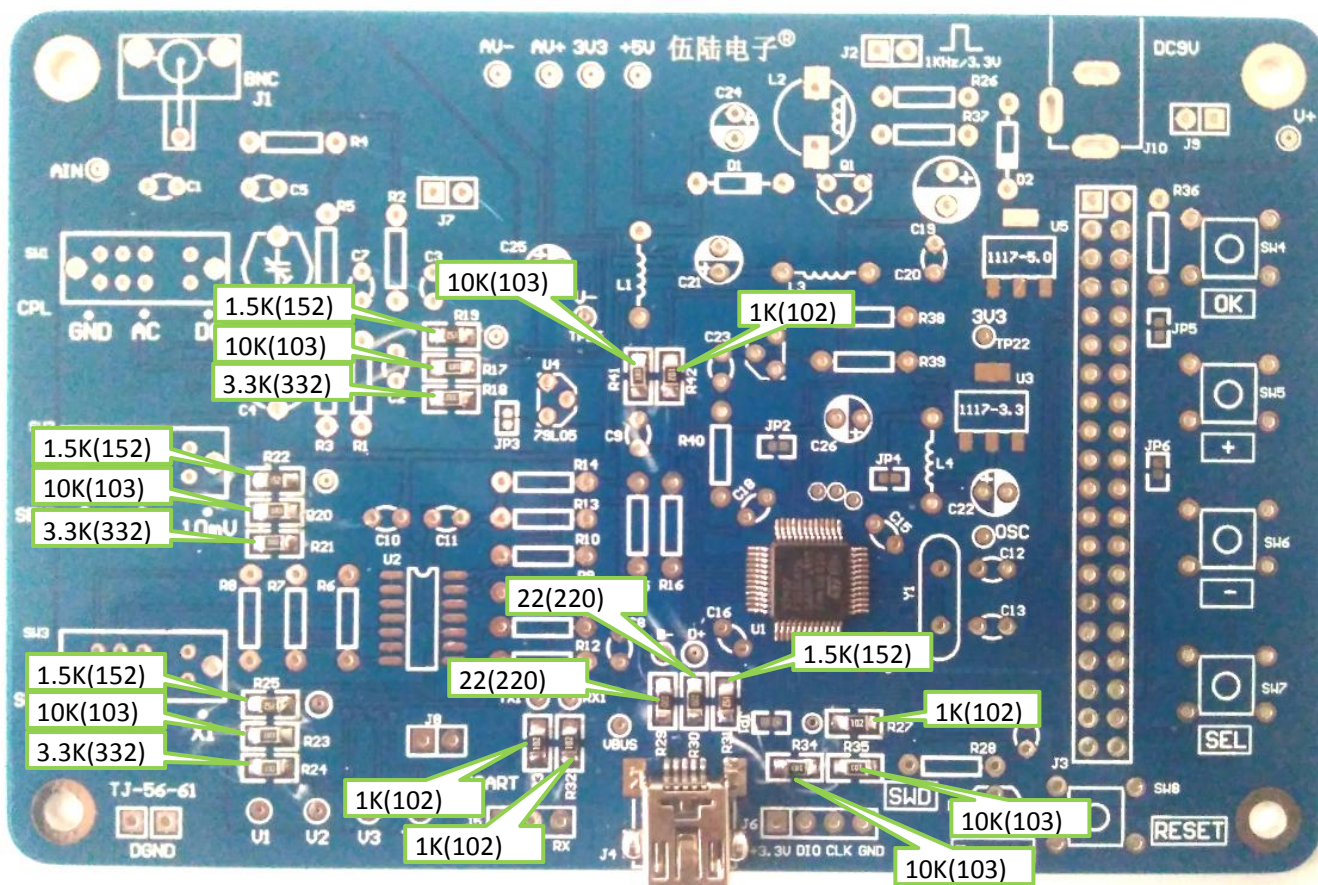 AV- AV+ 3V3 +5V 伍陆电子®
J2
1KHz/3.3V
DC9V
BNC
J1
L2
R26
C24
R37
J9
V+
R4
J10
AIN
C1
C5
D1
Q1
D2
R36
R5
R2
J7
SW1
C25
C19
U5
SW4
C7
C3
L1
C21
C20
1117-5.0
CPL
10K(103)
L3
OK
GND AC
1.5K(152)
1K(102)
R19
R38
3V3
JP5
10K(103)
R17
C23
TP22
3.3K(332)
R18
U4
R41
R42
R39
U3
SW5
C4
JP3
78L05
C9
1117-3.3
R3
R1
C26
JP2
R40
+
1.5K(152)
R22
JP4
L4
JP6
10K(103)
R14
R20
10mV
R13
C18
C22
3.3K(332)
R21
C10
C11
C15
OSC
R10
C12
SW6
U2
R8
R7
R6
R16
-
22(220)
Y1
C16
U1
C13
SW3
D+
R12
1.5K(152)
1.5K(152)
R25
22(220)
SW7
10K(103)
X1
RX1
R23
J8
VBUS
R29
R30
R31
R27
1K(102)
SEL
3.3K(332)
R24
R34
R35
R28
J3
R32
SW8
TJ-56-61
1K(102)
SWD
J6
10K(103)
RESET
V1
V2
V3
RX
DGND
1K(102)
J4
+3.3V DIO CLK GND
10K(103)